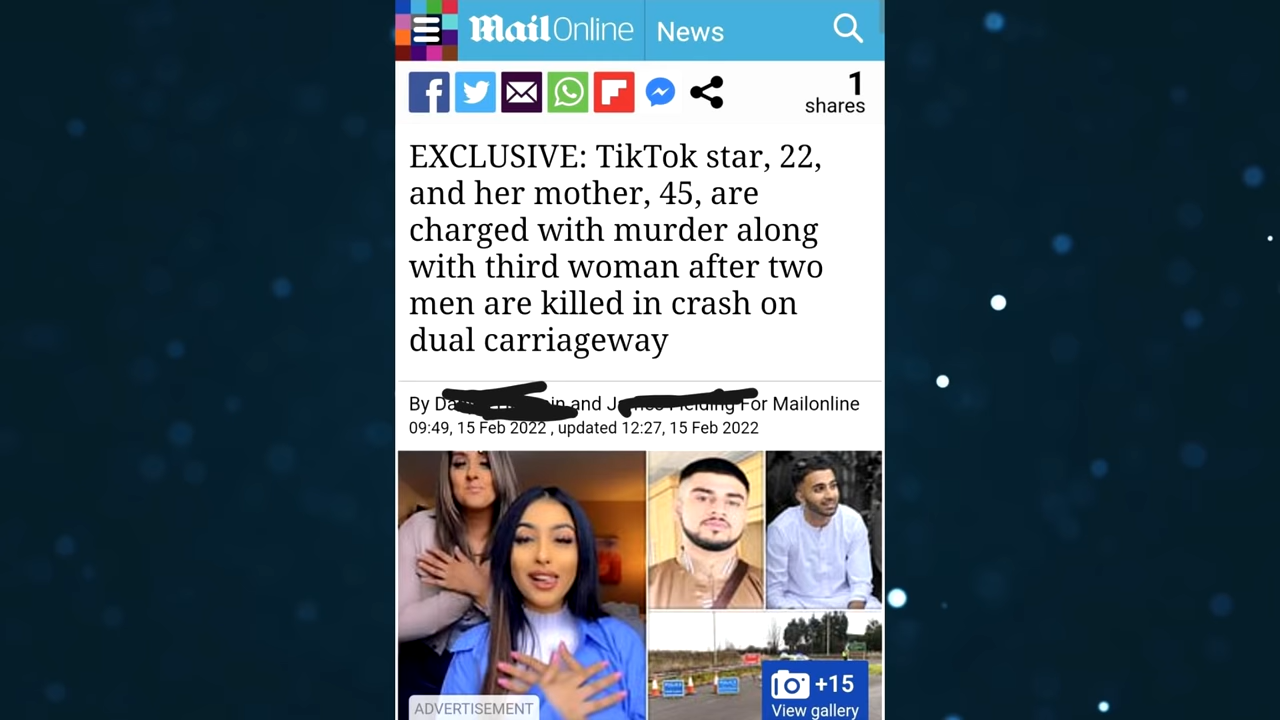 Mail Online News
1
shares
EXCLUSIVE: TikTok star, 22,
and her mother, 45, are
charged with murder along
with third woman after two
men are killed in crash on
dual carriageway
By and For Mailonline
09:49, 15 Feb 2022 , updated 12:27, 15 Feb 2022
+15
View gallery
ADVERTISEMENT